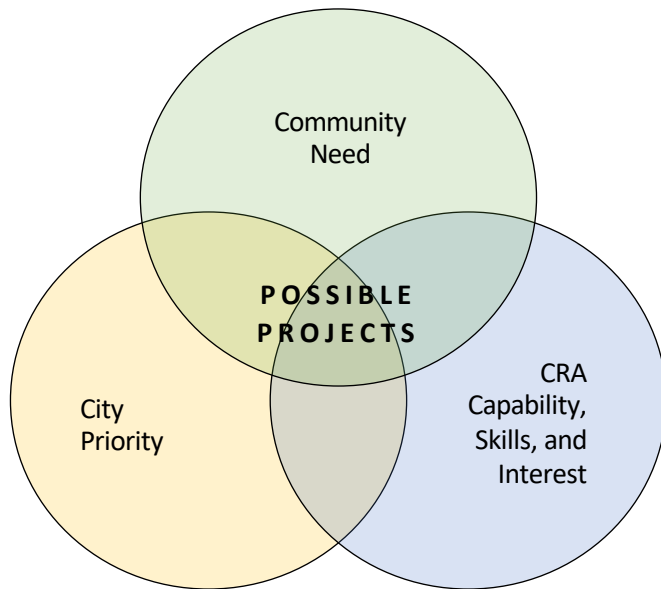 Community
Need
POSSIBLE
PROJECTS
City
Priority
CRA
Capability,
Skills, and
Interest